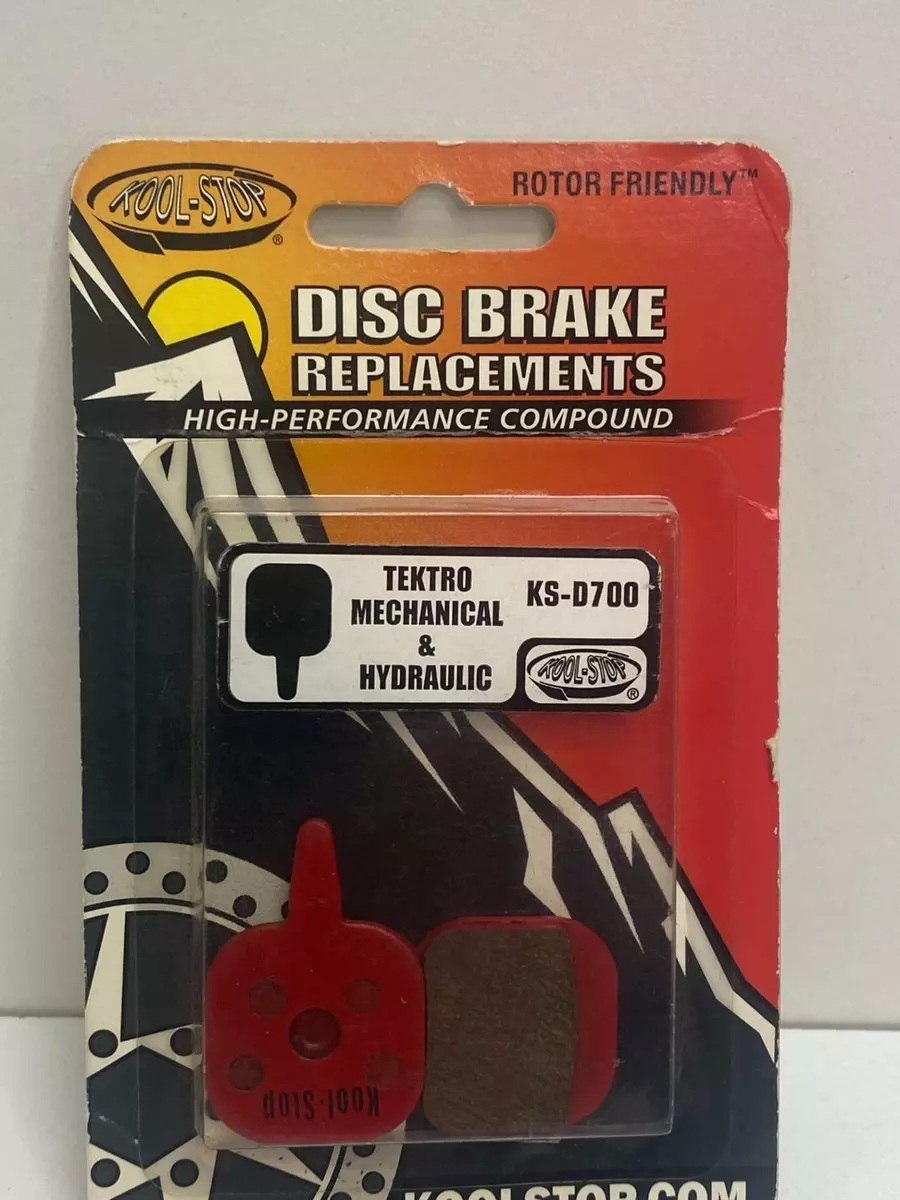 KOOL-STOP®
ROTOR FRIENDLY™
DISC BRAKE
REPLACEMENTS
HIGH-PERFORMANCE COMPOUND
TEKTRO
MECHANICAL
&
HYDRAULIC
KS-D700
KOOL-STOP®
Kool-Stop
KOOLSTOP.COM